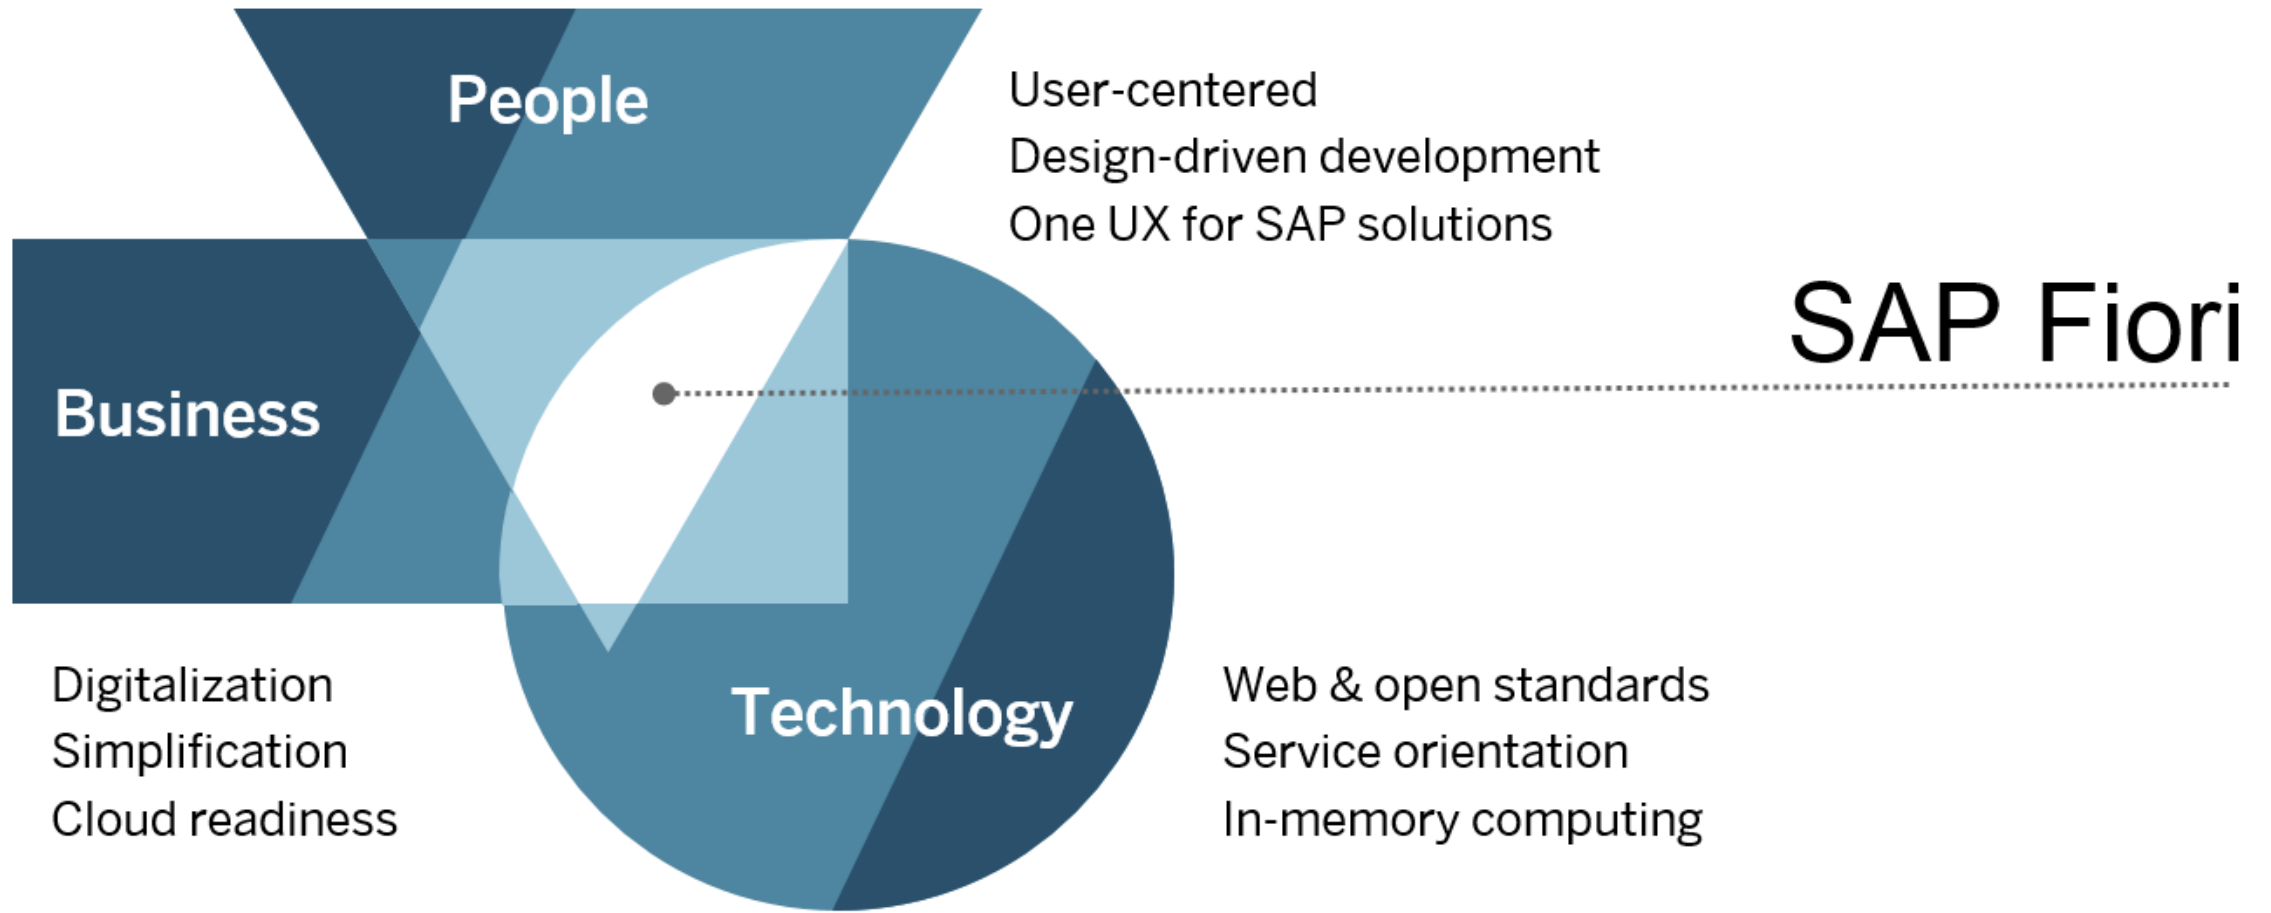 People
User-centered
Design-driven development
One UX for SAP solutions
SAP Fiori
Business
Technology
Digitalization
Simplification
Cloud readiness
Web & open standards
Service orientation
In-memory computing